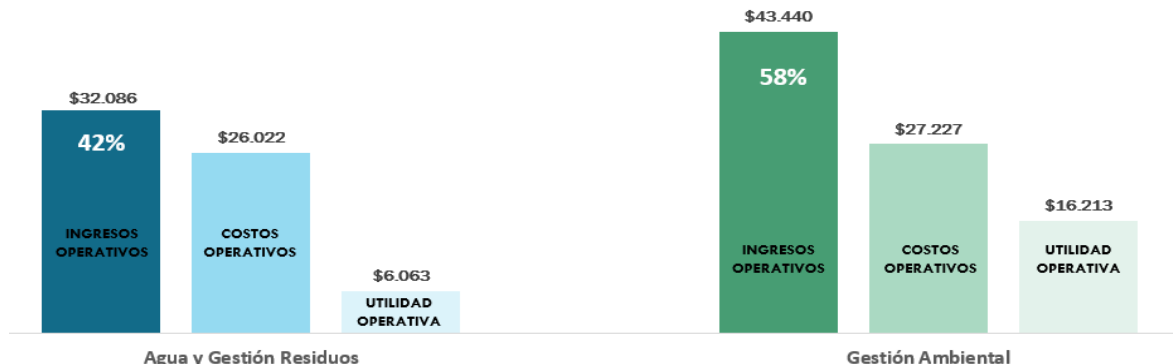 $32.086
42%
INGRESOS
OPERATIVOS
$26.022
COSTOS
OPERATIVOS
$6.063
UTILIDAD
OPERATIVA
Agua y Gestión Residuos
$43.440
58%
INGRESOS
OPERATIVOS
$27.227
COSTOS
OPERATIVOS
$16.213
UTILIDAD
OPERATIVA
Gestión Ambiental